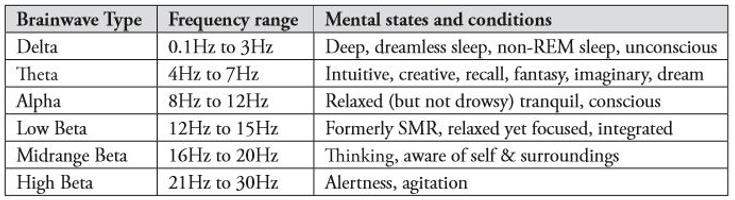 Brainwave Type Frequency range Mental states and conditions
Delta 0.1Hz to 3Hz Deep, dreamless sleep, non-REM sleep, unconscious
Theta 4Hz to 7Hz Intuitive, creative, recall, fantasy, imaginary, dream
Alpha 8Hz to 12Hz Relaxed (but not drowsy) tranquil, conscious
Low Beta 12Hz to 15Hz Formerly SMR, relaxed yet focused, integrated
Midrange Beta 16Hz to 20Hz Thinking, aware of self & surroundings
High Beta 21Hz to 30Hz Alertness, agitation